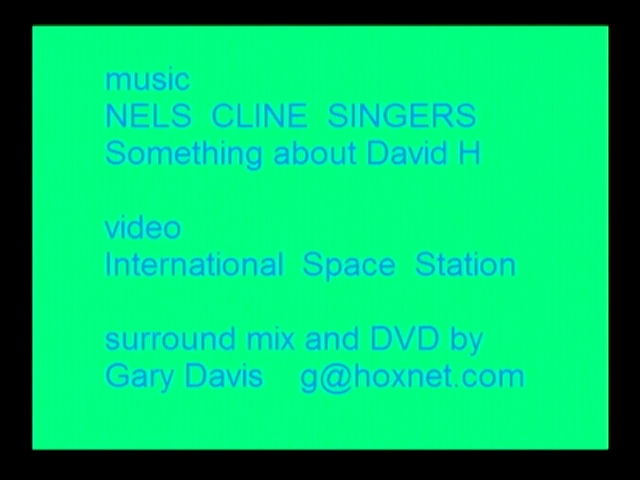 music
NELS CLINE SINGERS
Something about David H
video
International Space Station
surround mix and DVD by
Gary Davis g@hoxnet.com